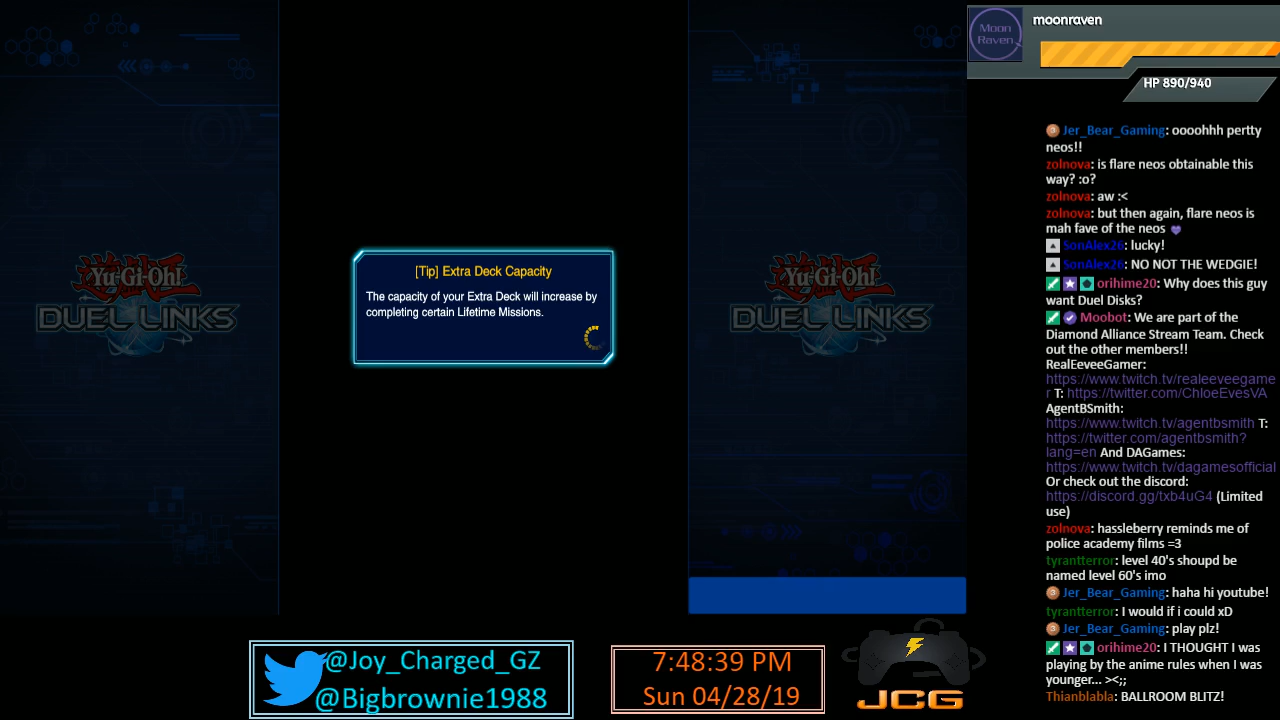 Moon
Raven
moonraven
HP 890/940
Yu-Gi-Oh!
DUEL LINKS
[Tip] Extra Deck Capacity
The capacity of your Extra Deck will increase by
completing certain Lifetime Missions.
Yu-Gi-Oh!
DUEL LINKS
Jer_Bear_Gaming: oooohhh pertty
neos!!
zolnova: is flare neos obtainable this
way? :o?
zolnova: aw :<
zolnova: but then again, flare neos is
mah fave of the neos
SonAlex26: lucky!
SonAlex26: NO NOT THE WEDGIE!
orihime20: Why does this guy
want Duel Disks?
Moobot: We are part of the
Diamond Alliance Stream Team. Check
out the other members!!
RealEeveeGamer:
https://www.twitch.tv/realeeveegame
r T: https://twitter.com/ChloeEvesVA
AgentBSmith:
https://www.twitch.tv/agentbsmith T:
https://twitter.com/agentbsmith?
lang=en And DAGames:
https://www.twitch.tv/dagamesofficial
Or check out the discord:
https://discord.gg/txb4uG4 (Limited
use)
zolnova: hassleberry reminds me of
police academy films =3
tyrantterror: level 40's shoupd be
named level 60's imo
Jer_Bear_Gaming: haha hi youtube!
tyrantterror: I would if i could xD
Jer_Bear_Gaming: play plz!
orihime20: I THOUGHT I was
playing by the anime rules when I was
younger... ><;;
Thianblabla: BALLROOM BLITZ!
@Joy_Charged_GZ
@Bigbrownie1988
7:48:39 PM
Sun 04/28/19
JCG